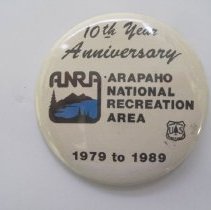 10th Year
Anniversary
ANRA
ARAPAHO
NATIONAL
RECREATION
AREA
1979 to 1989